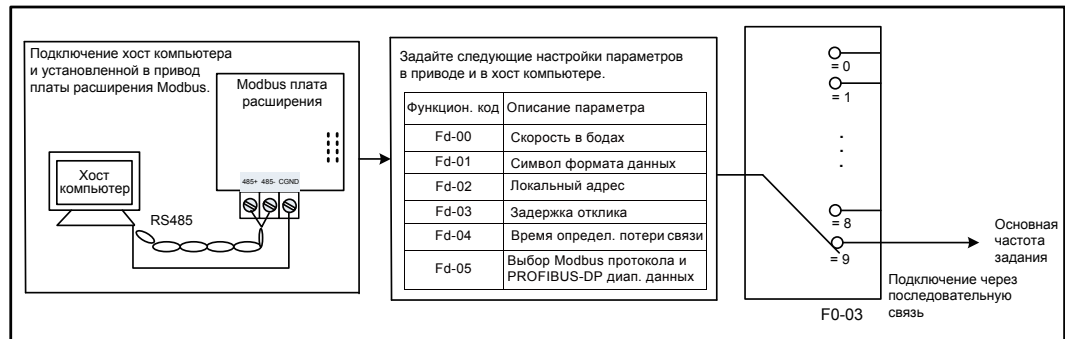 Подключение хост компьютера
и установленной в привод
платы расширения Modbus.
Modbus плата
расширения
Хост
компьютер
485+ 485- CGND
RS485
Задайте следующие настройки параметров
в приводе и в хост компьютере.
Функцион. код Описание параметра
Fd-00 Скорость в бодах
Fd-01 Символ формата данных
Fd-02 Локальный адрес
Fd-03 Задержка отклика
Fd-04 Время определ. потери связи
Fd-05 Выбор Modbus протокола и
PROFIBUS-DP диап. данных
= 0
= 1
= 8
= 9
F0-03
Основная
частота
задания
Подключение через
последовательную
связь